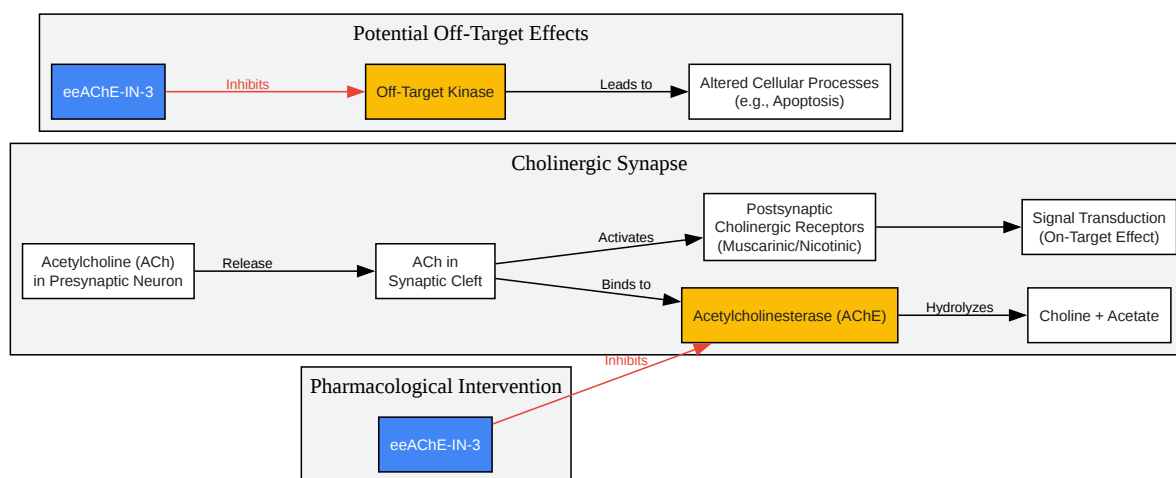 Potential Off-Target Effects
eeAChE-IN-3
Inhibits
Off-Target Kinase
Leads to
Altered Cellular Processes
(e.g., Apoptosis)
Cholinergic Synapse
Acetylcholine (ACh)
in Presynaptic Neuron
Release
ACh in
Synaptic Cleft
Activates
Postsynaptic
Cholinergic Receptors
(Muscarinic/Nicotinic)
Signal Transduction
(On-Target Effect)
Binds to
Acetylcholinesterase (AChE)
Hydrolyzes
Choline + Acetate
Inhibits
Pharmacological Intervention
eeAChE-IN-3